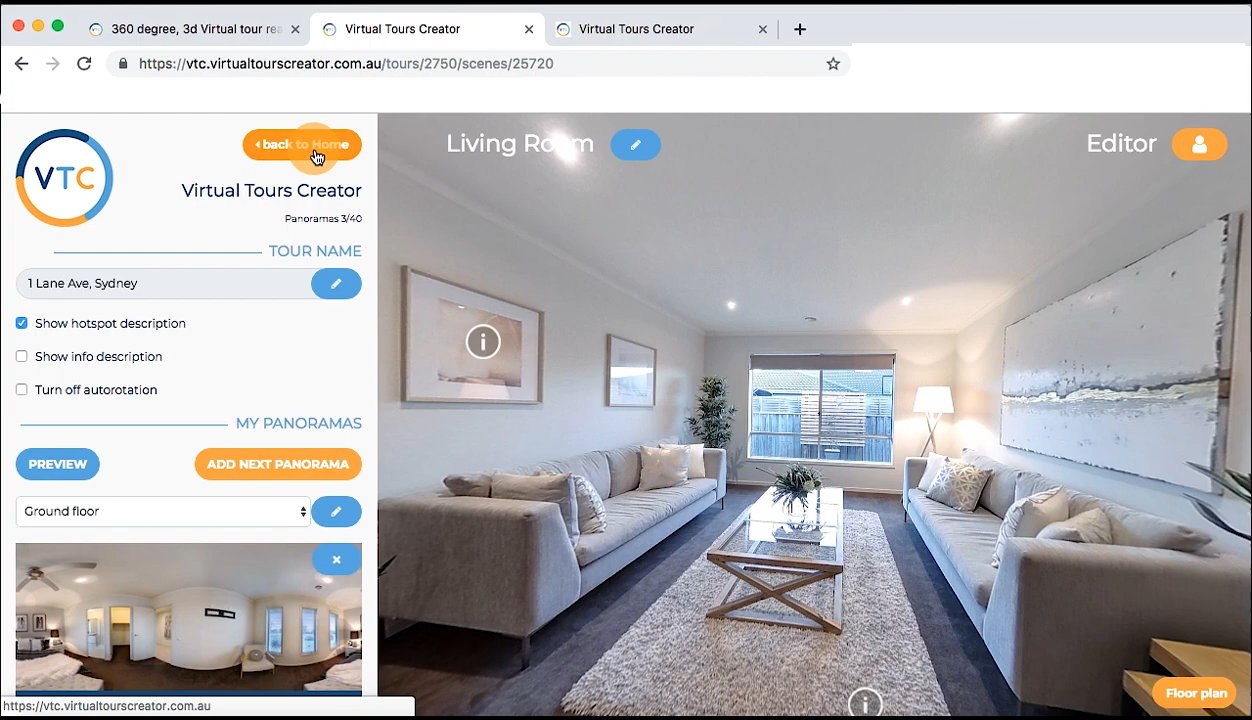 360 degree, 3d Virtual tour rea
Virtual Tours Creator
Virtual Tours Creator
https://vtc.virtualtourscreator.com.au/tours/2750/scenes/25720
VTC
back to Home
Virtual Tours Creator
Panoramas 3/40
TOUR NAME
1 Lane Ave, Sydney
Show hotspot description
Show info description
Turn off autorotation
MY PANORAMAS
PREVIEW
ADD NEXT PANORAMA
Ground floor
https://vtc.virtualtourscreator.com.au
Living Room
Editor
i
i
Floor plan